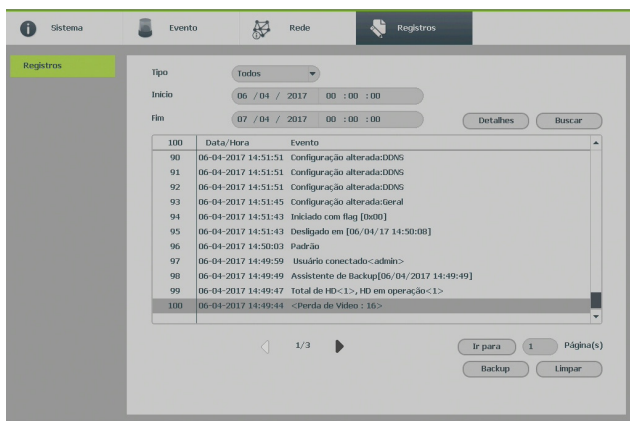 Sistema Evento Rede Registros
Registros
Tipo Todos
Início 06 / 04 / 2017 00 : 00 : 00
Fim 07 / 04 / 2017 00 : 00 : 00
Detalhes Buscar
100 Data/Hora Evento
90 06-04-2017 14:51:51 Configuração alterada:DDNS
91 06-04-2017 14:51:51 Configuração alterada:DDNS
92 06-04-2017 14:51:51 Configuração alterada:DDNS
93 06-04-2017 14:51:45 Configuração alterada:Geral
94 06-04-2017 14:51:43 Iniciado com flag [0x00]
95 06-04-2017 14:51:43 Desligado em [06/04/17 14:50:08]
96 06-04-2017 14:50:03 Padrão
97 06-04-2017 14:49:59 Usuário conectado<admin>
98 06-04-2017 14:49:49 Assistente de Backup[06/04/2017 14:49:49]
99 06-04-2017 14:49:47 Total de HD<1>, HD em operação<1>
100 06-04-2017 14:49:44 <Perda de Video : 16>
1/3 Ir para 1 Página(s)
Backup Limpar